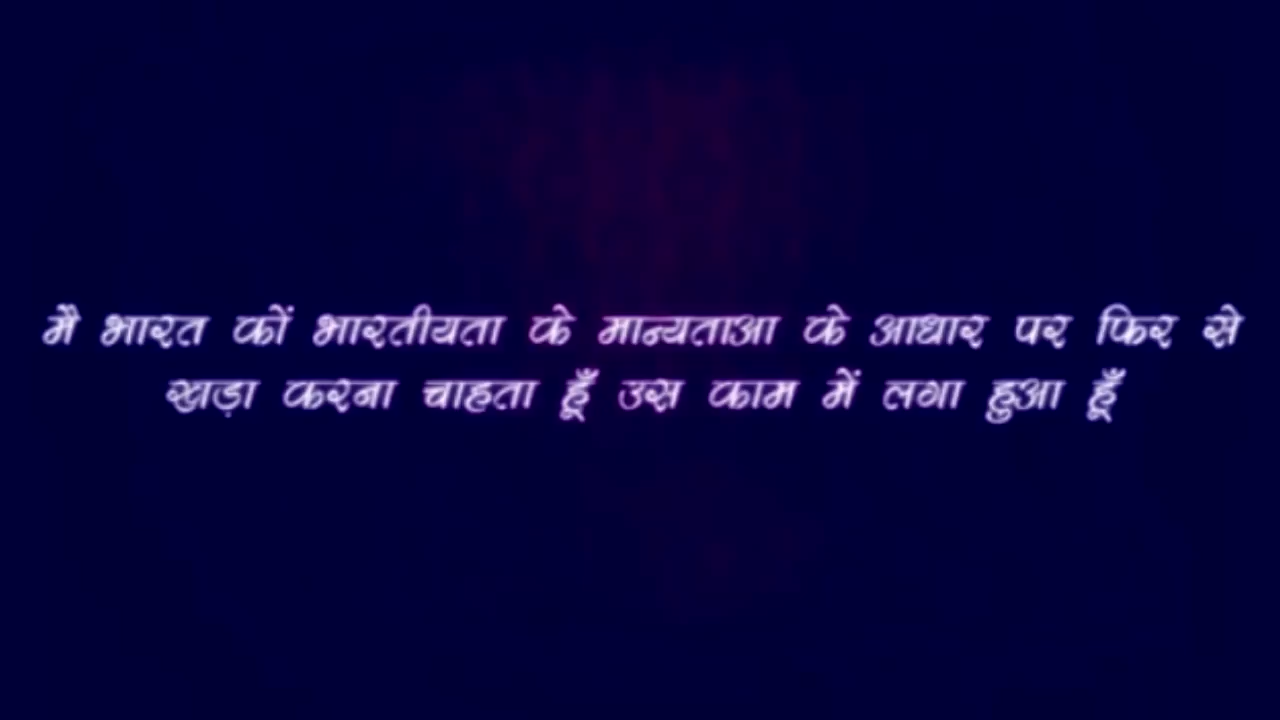 मै भारत कों भारतीयता के मान्यताआ के आधार पर फिर से
खड़ा करना चाहता हूँ उस काम में लगा हुआ हूँ